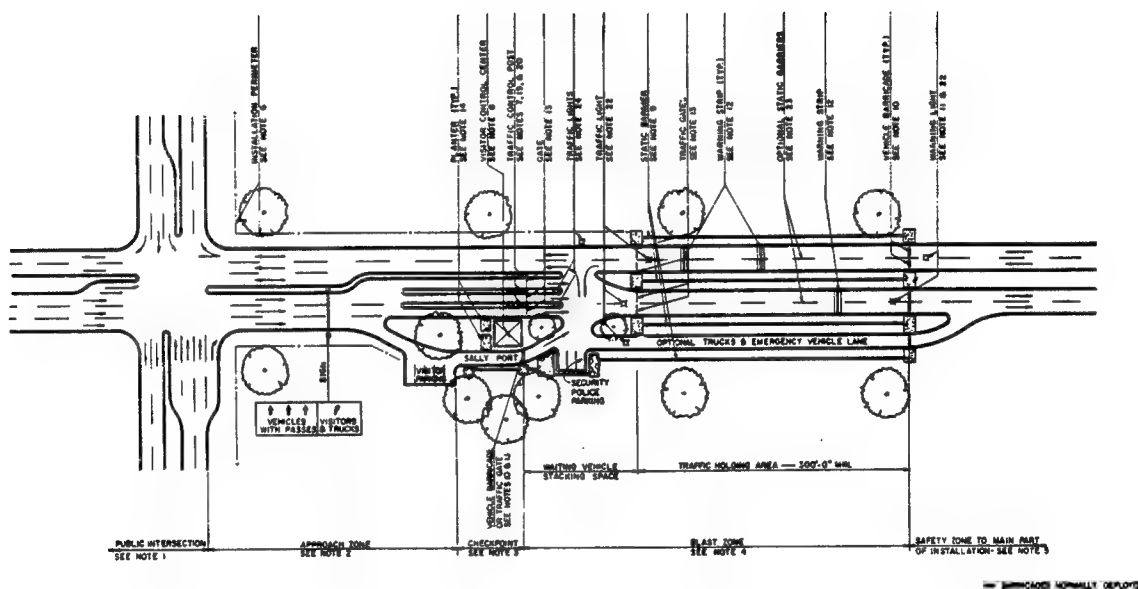 INSTALLATION PERIMETER
SEE NOTE 6
PLANTER (TYP.)
SEE NOTE 14
VISITOR CONTROL CENTER
SEE NOTE 8
TRAFFIC CONTROL POST
SEE NOTES 7, 19, & 20
GATE
SEE NOTE 13
TRAFFIC LIGHTS
SEE NOTE 24
TRAFFIC LIGHT
SEE NOTE 22
STATIC BARRIER
SEE NOTE 9
TRAFFIC GATE,
SEE NOTE 13
WARNING STRIP (TYP.)
SEE NOTE 12
OPTIONAL STATIC BARRIERS
SEE NOTE 23
WARNING STRIP
SEE NOTE 12
VEHICLE BARRICADE (TYP.)
SEE NOTE 10
WARNING LIGHT
SEE NOTE 11 & 22
OPTIONAL TRUCKS & EMERGENCY VEHICLE LANE
SALLY PORT
VISITOR
PARKING
SECURITY
POLICE
PARKING
SIGN
VEHICLES
WITH PASSES
VISITORS
& TRUCKS
VEHICLE BARRICADE
OR TRAFFIC GATE
SEE NOTES 10 & 13
WAITING VEHICLE
STACKING SPACE
TRAFFIC HOLDING AREA — 300'-0" MIN.
PUBLIC INTERSECTION
SEE NOTE 1
APPROACH ZONE
SEE NOTE 2
CHECKPOINT
SEE NOTE 3
BLAST ZONE
SEE NOTE 4
SAFETY ZONE TO MAIN PART
OF INSTALLATION - SEE NOTE 5
BARRICADES NORMALLY DEPLOYED